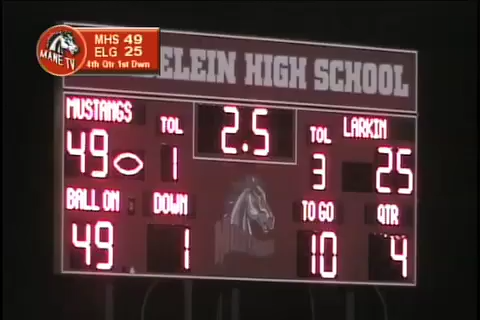 MHS 49
ELG 25
4th Qtr 1st Dwn
MANE TV
ELEIN HIGH SCHOOL
MUSTANGS TOL 2.5 TOL LARKIN
49 1 3 25
BALL ON DOWN TO GO QTR
49 1 10 4